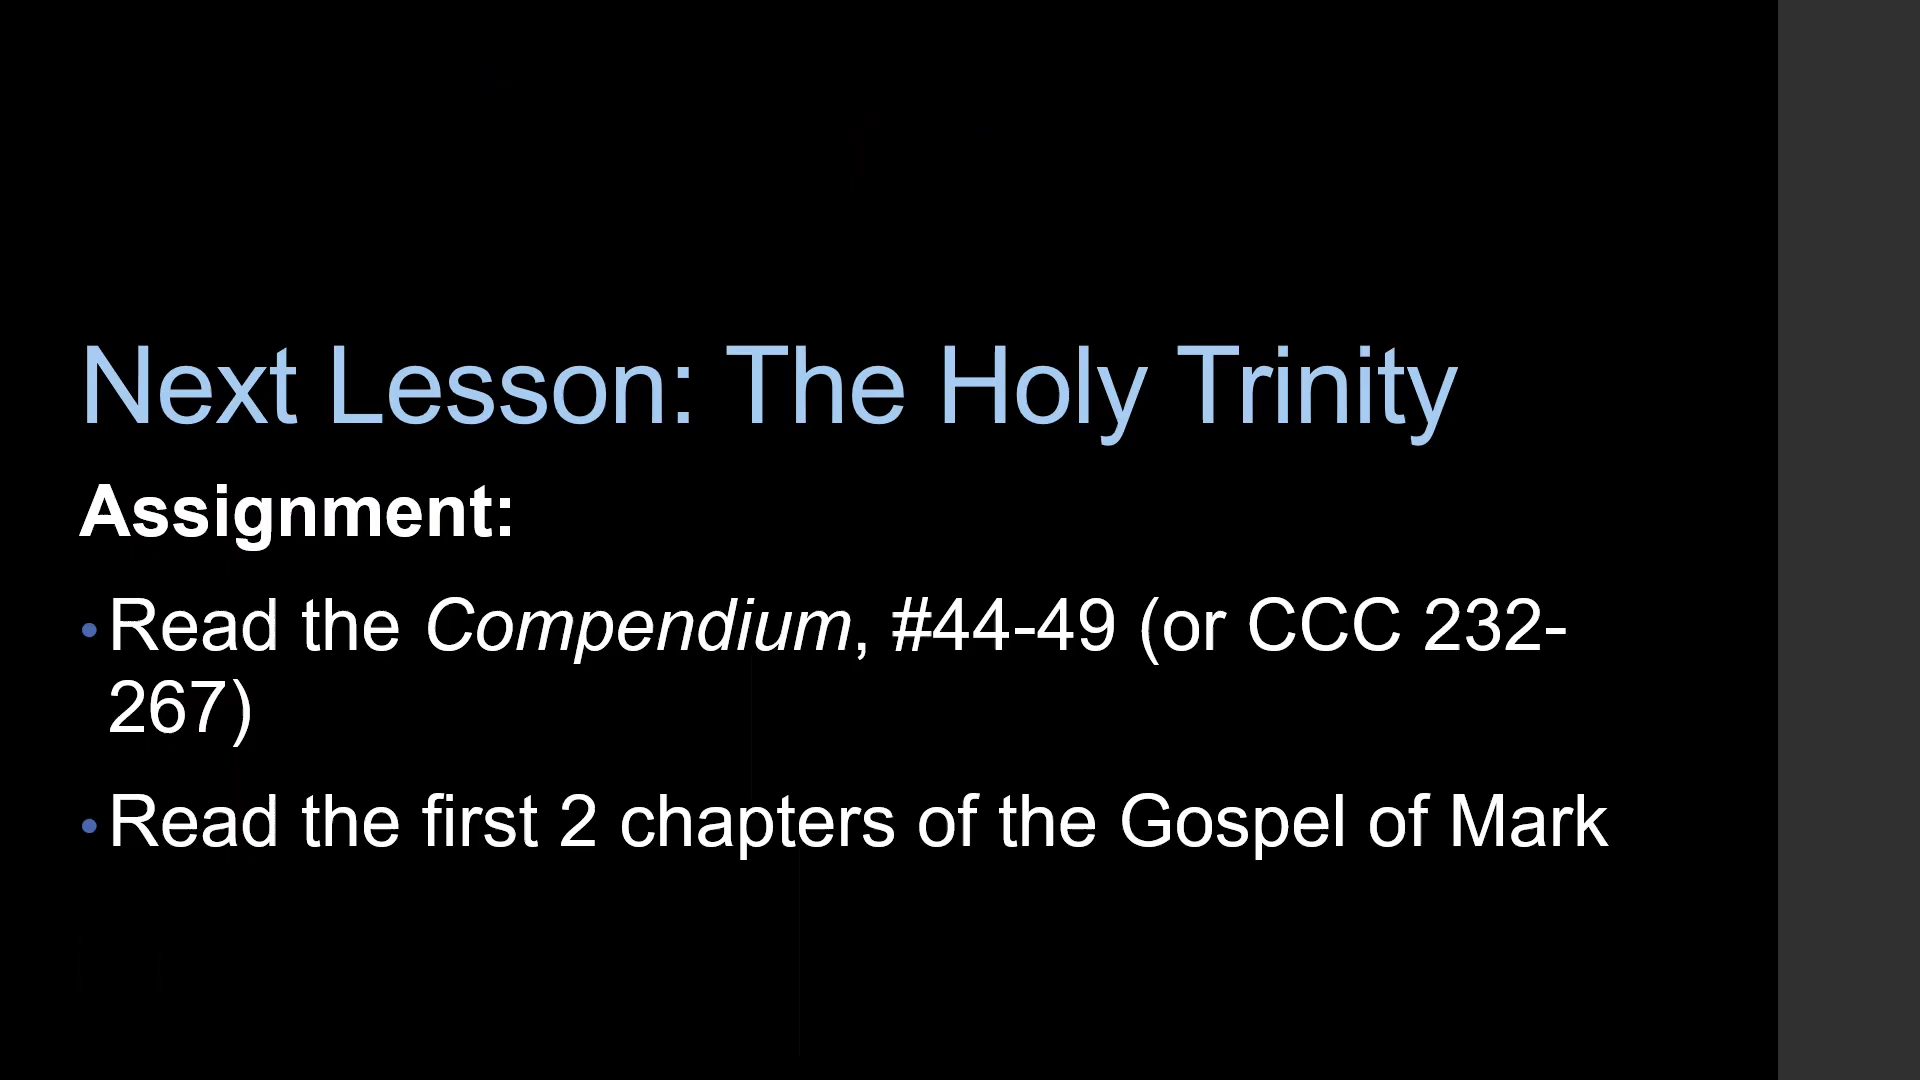 Next Lesson: The Holy Trinity
Assignment:
• Read the Compendium, #44-49 (or CCC 232-
267)
• Read the first 2 chapters of the Gospel of Mark